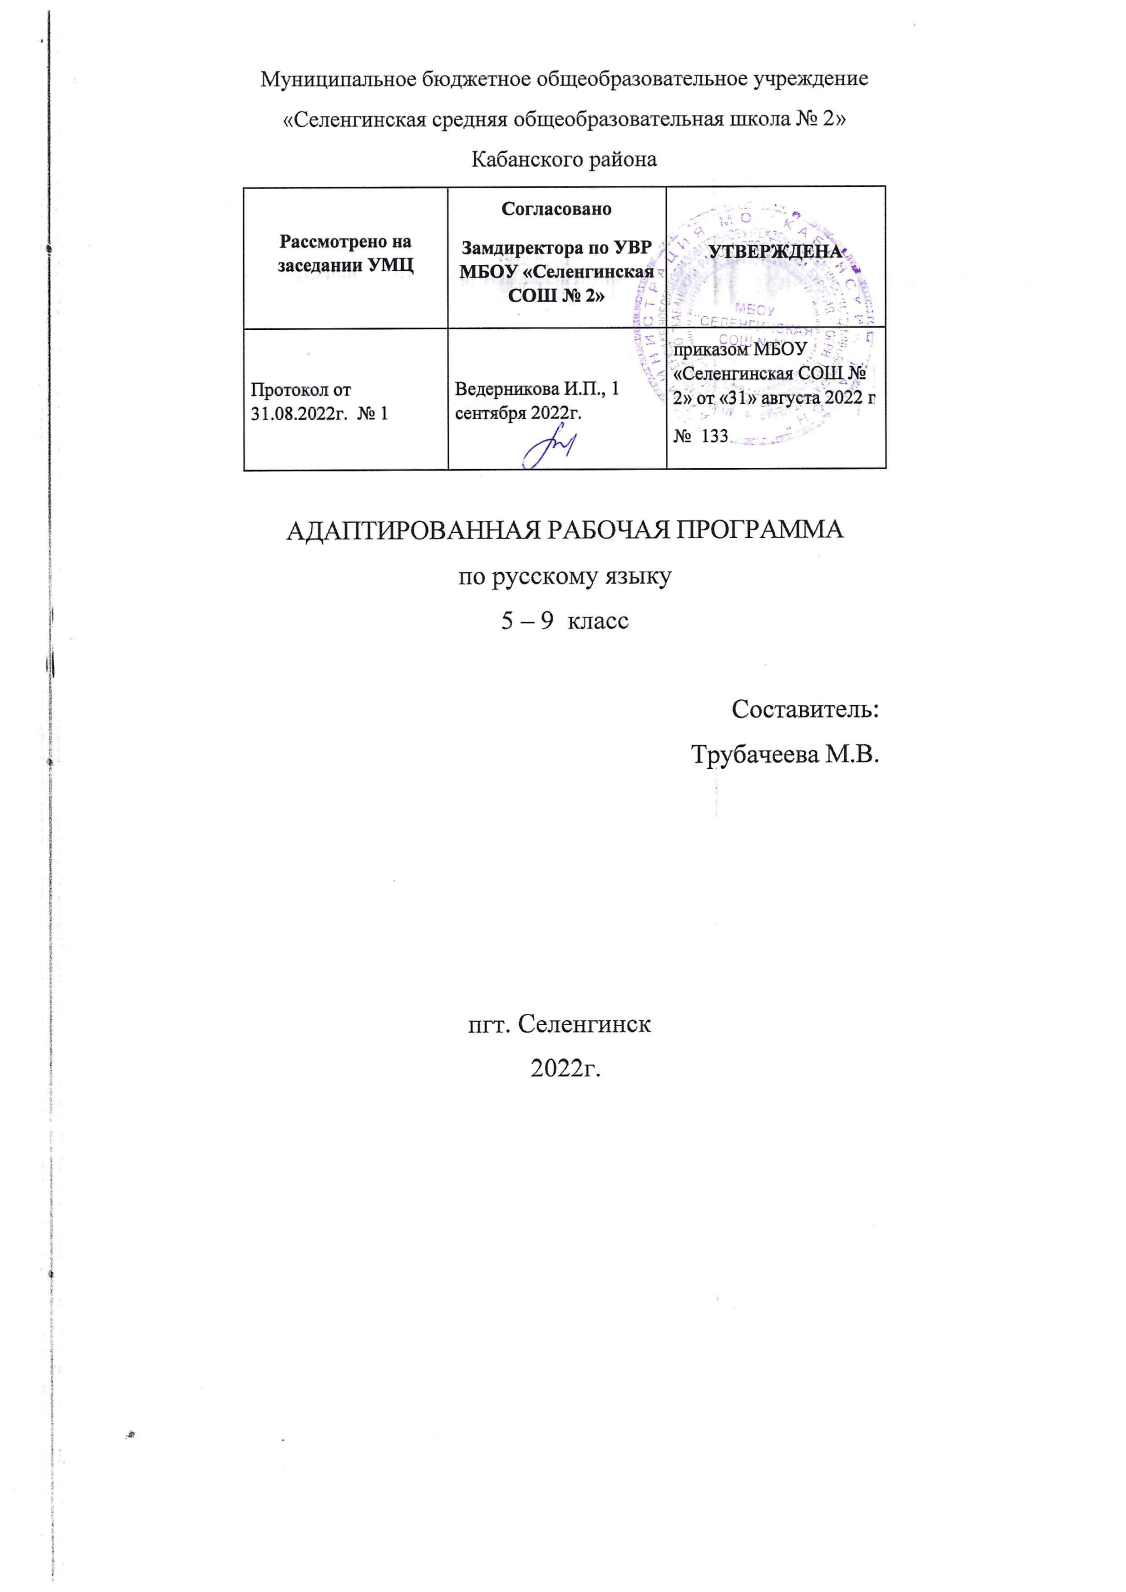 Муниципальное бюджетное общеобразовательное учреждение
«Селенгинская средняя общеобразовательная школа № 2»
Кабанского района
Рассмотрено на
заседании УМЦ
Согласовано
Замдиректора по УВР
МБОУ «Селенгинская
СОШ № 2»
УТВЕРЖДЕНА
Протокол от
31.08.2022г. № 1
Ведерникова И.П., 1
сентября 2022г.
приказом МБОУ
«Селенгинская СОШ №
2» от «31» августа 2022 г
№ 133
МБОУ
АДАПТИРОВАННАЯ РАБОЧАЯ ПРОГРАММА
по русскому языку
5 – 9 класс
Составитель:
Трубачеева М.В.
пгт. Селенгинск
2022г.